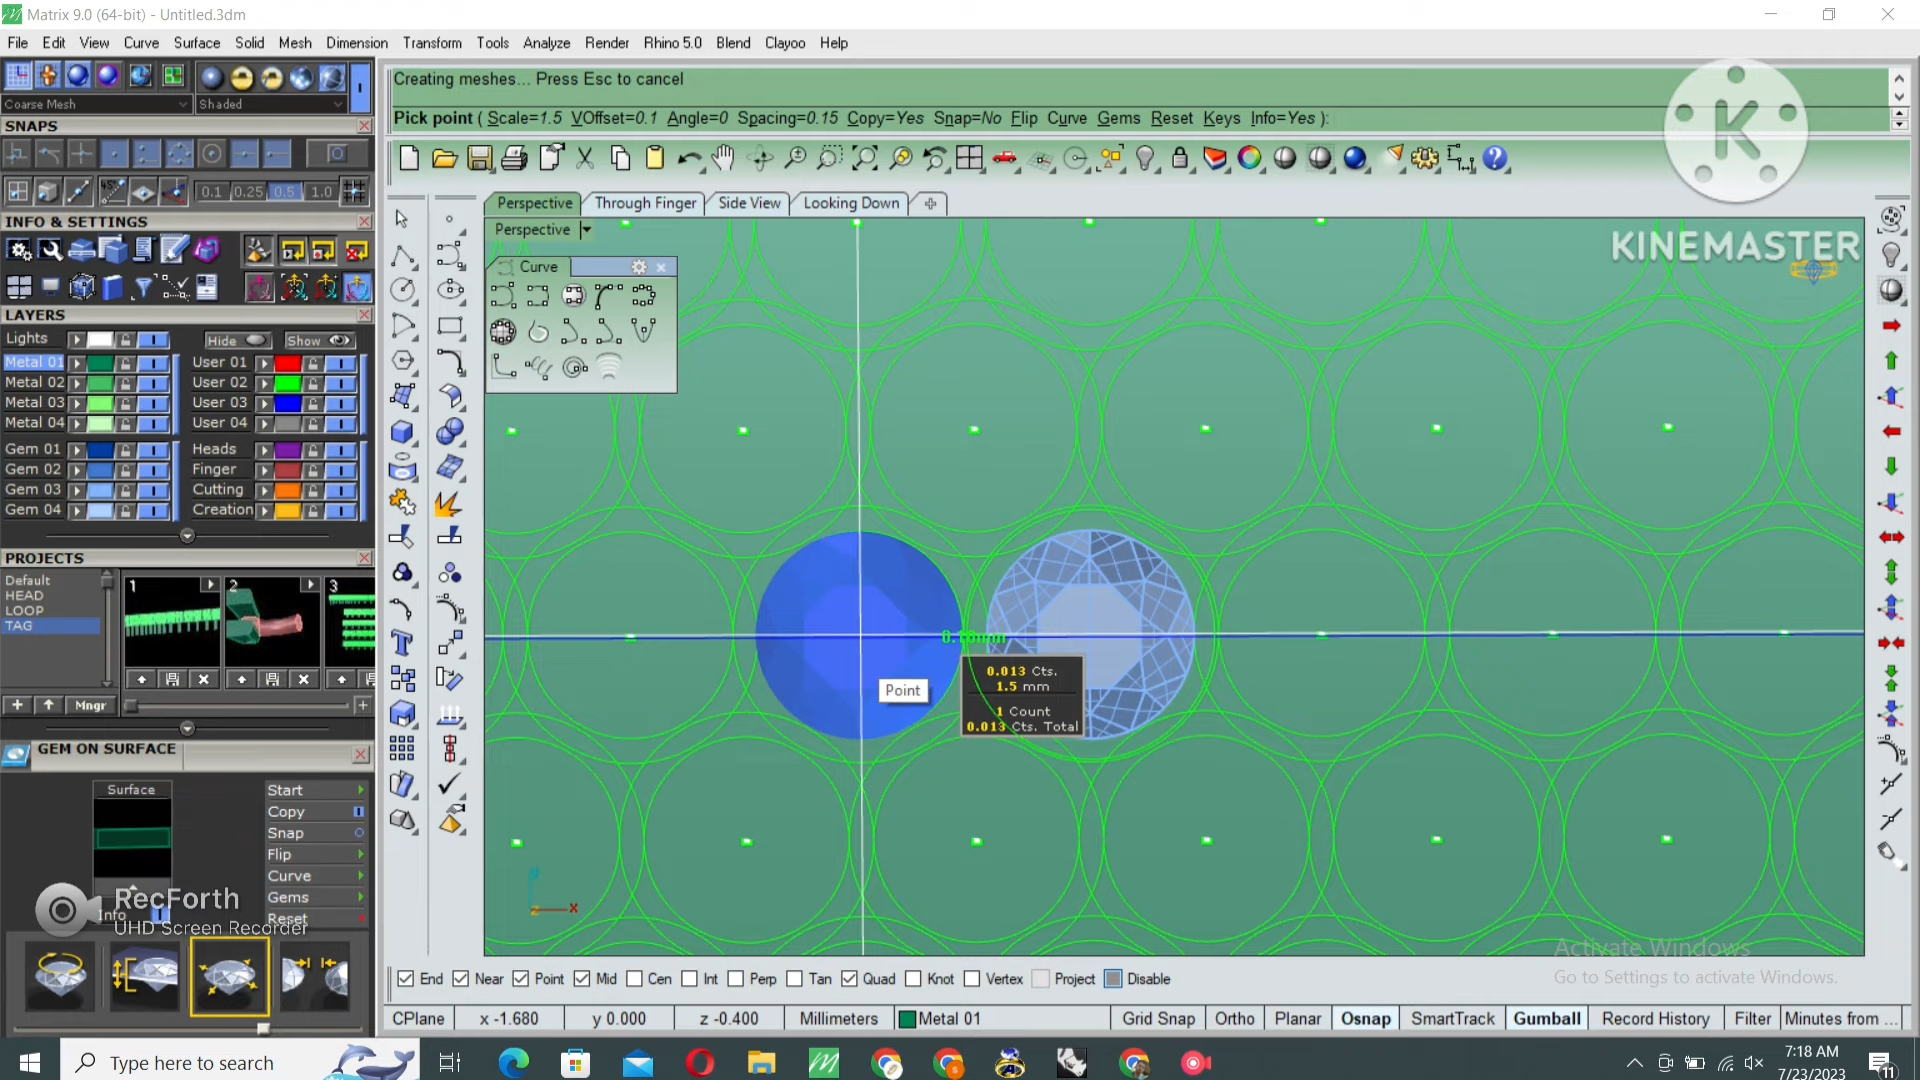 Matrix 9.0 (64-bit) - Untitled.3dm
File Edit View Curve Surface Solid Mesh Dimension Transform Tools Analyze Render Rhino 5.0 Blend Clayoo Help
Creating meshes... Press Esc to cancel
Pick point ( Scale=1.5 VOffset=0.1 Angle=0 Spacing=0.15 Copy=Yes Snap=No Flip Curve Gems Reset Keys Info=Yes ):
K
KINEMASTER
Coarse Mesh Shaded
SNAPS
0.1 0.25 0.5 1.0
INFO & SETTINGS
LAYERS
Lights Hide Show
Metal 01 User 01
Metal 02 User 02
Metal 03 User 03
Metal 04 User 04
Gem 01 Heads
Gem 02 Finger
Gem 03 Cutting
Gem 04 Creation
PROJECTS
Default
HEAD
LOOP
TAG
1 2 3
Mngr
GEM ON SURFACE
Surface
Start
Copy
Snap
Flip
Curve
Gems
Reset
Info
RecForth
UHD Screen Recorder
Perspective Through Finger Side View Looking Down
Perspective
Curve
Point
0.013 Cts.
1.5 mm
1 Count
0.013 Cts. Total
x
Activate Windows
Go to Settings to activate Windows.
End Near Point Mid Cen Int Perp Tan Quad Knot Vertex Project Disable
CPlane x -1.680 y 0.000 z -0.400 Millimeters Metal 01 Grid Snap Ortho Planar Osnap SmartTrack Gumball Record History Filter Minutes from ...
Type here to search
7:18 AM
7/23/2023
11